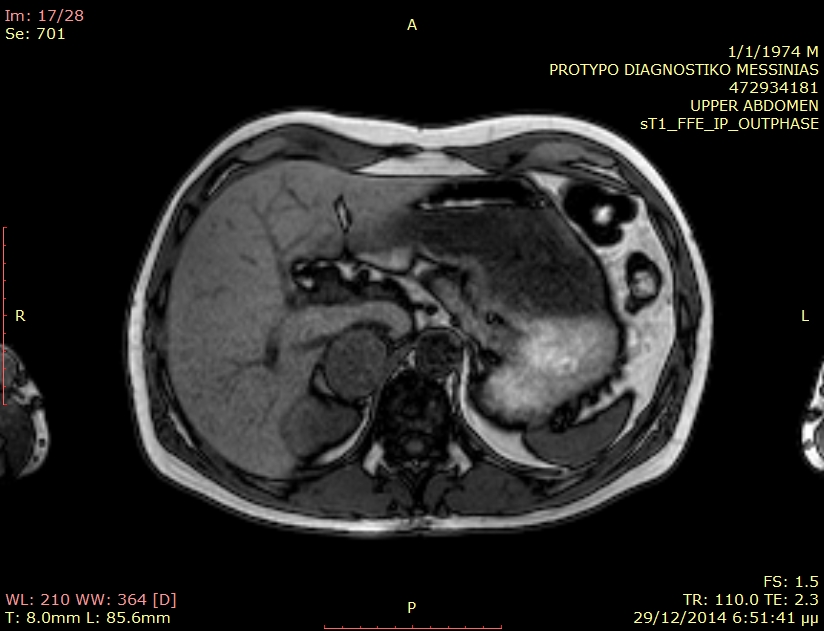 Im: 17/28
Se: 701
A
1/1/1974 M
PROTYPO DIAGNOSTIKO MESSINIAS
472934181
UPPER ABDOMEN
sT1_FFE_IP_OUTPHASE
R
L
WL: 210 WW: 364 [D]
T: 8.0mm L: 85.6mm
P
FS: 1.5
TR: 110.0 TE: 2.3
29/12/2014 6:51:41 μμ